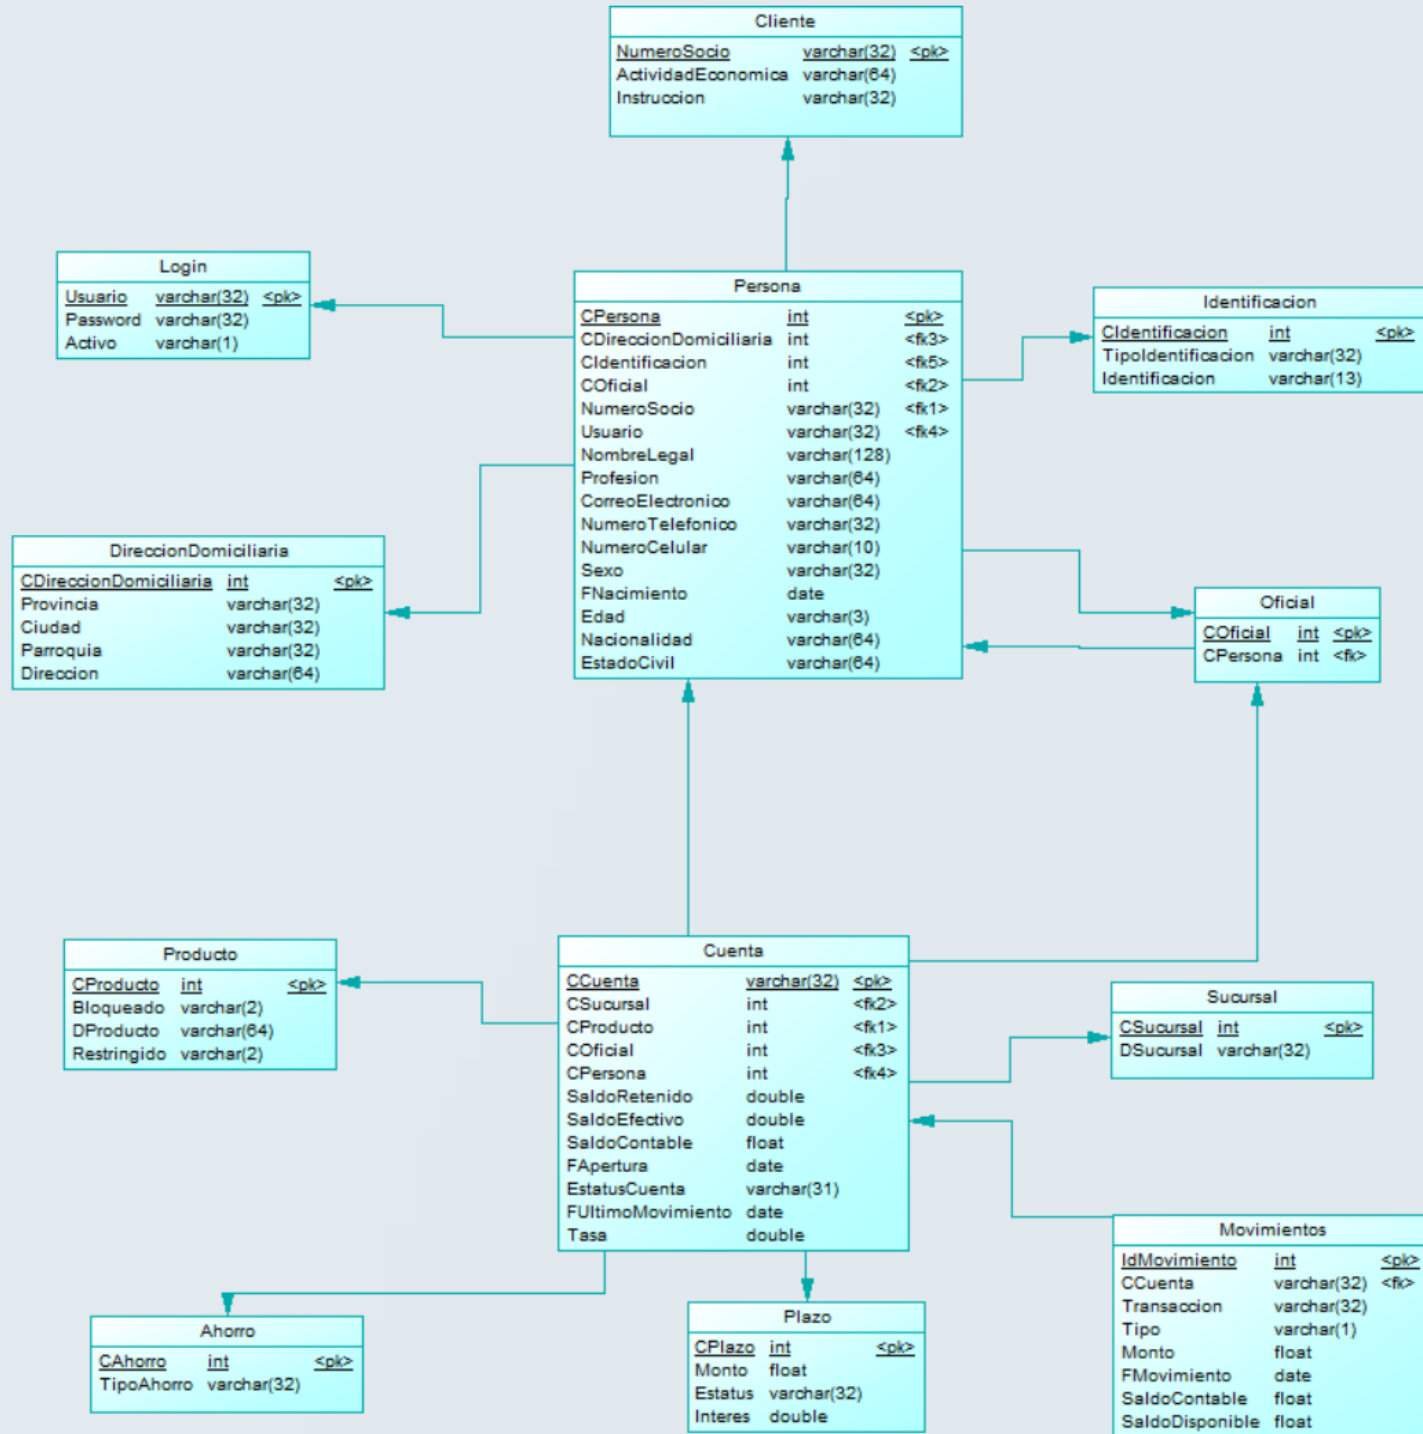 Cliente
NumeroSocio varchar(32) <pk>
ActividadEconomica varchar(64)
Instruccion varchar(32)
Login
Usuario varchar(32) <pk>
Password varchar(32)
Activo varchar(1)
Persona
CPersona int <pk>
CDireccionDomiciliaria int <fk3>
CIdentificacion int <fk5>
COficial int <fk2>
NumeroSocio varchar(32) <fk1>
Usuario varchar(32) <fk4>
NombreLegal varchar(128)
Profesion varchar(64)
CorreoElectronico varchar(64)
NumeroTelefonico varchar(32)
NumeroCelular varchar(10)
Sexo varchar(32)
FNacimiento date
Edad varchar(3)
Nacionalidad varchar(64)
EstadoCivil varchar(64)
Identificacion
CIdentificacion int <pk>
TipoIdentificacion varchar(32)
Identificacion varchar(13)
DireccionDomiciliaria
CDireccionDomiciliaria int <pk>
Provincia varchar(32)
Ciudad varchar(32)
Parroquia varchar(32)
Direccion varchar(64)
Oficial
COficial int <pk>
CPersona int <fk>
Producto
CProducto int <pk>
Bloqueado varchar(2)
DProducto varchar(64)
Restringido varchar(2)
Cuenta
CCuenta varchar(32) <pk>
CSucursal int <fk2>
CProducto int <fk1>
COficial int <fk3>
CPersona int <fk4>
SaldoRetenido double
SaldoEfectivo double
SaldoContable float
FApertura date
EstatusCuenta varchar(31)
FUltimoMovimiento date
Tasa double
Sucursal
CSucursal int <pk>
DSucursal varchar(32)
Movimientos
IdMovimiento int <pk>
CCuenta varchar(32) <fk>
Transaccion varchar(32)
Tipo varchar(1)
Monto float
FMovimiento date
SaldoContable float
SaldoDisponible float
Ahorro
CAhorro int <pk>
TipoAhorro varchar(32)
Plazo
CPlazo int <pk>
Monto float
Estatus varchar(32)
Interes double